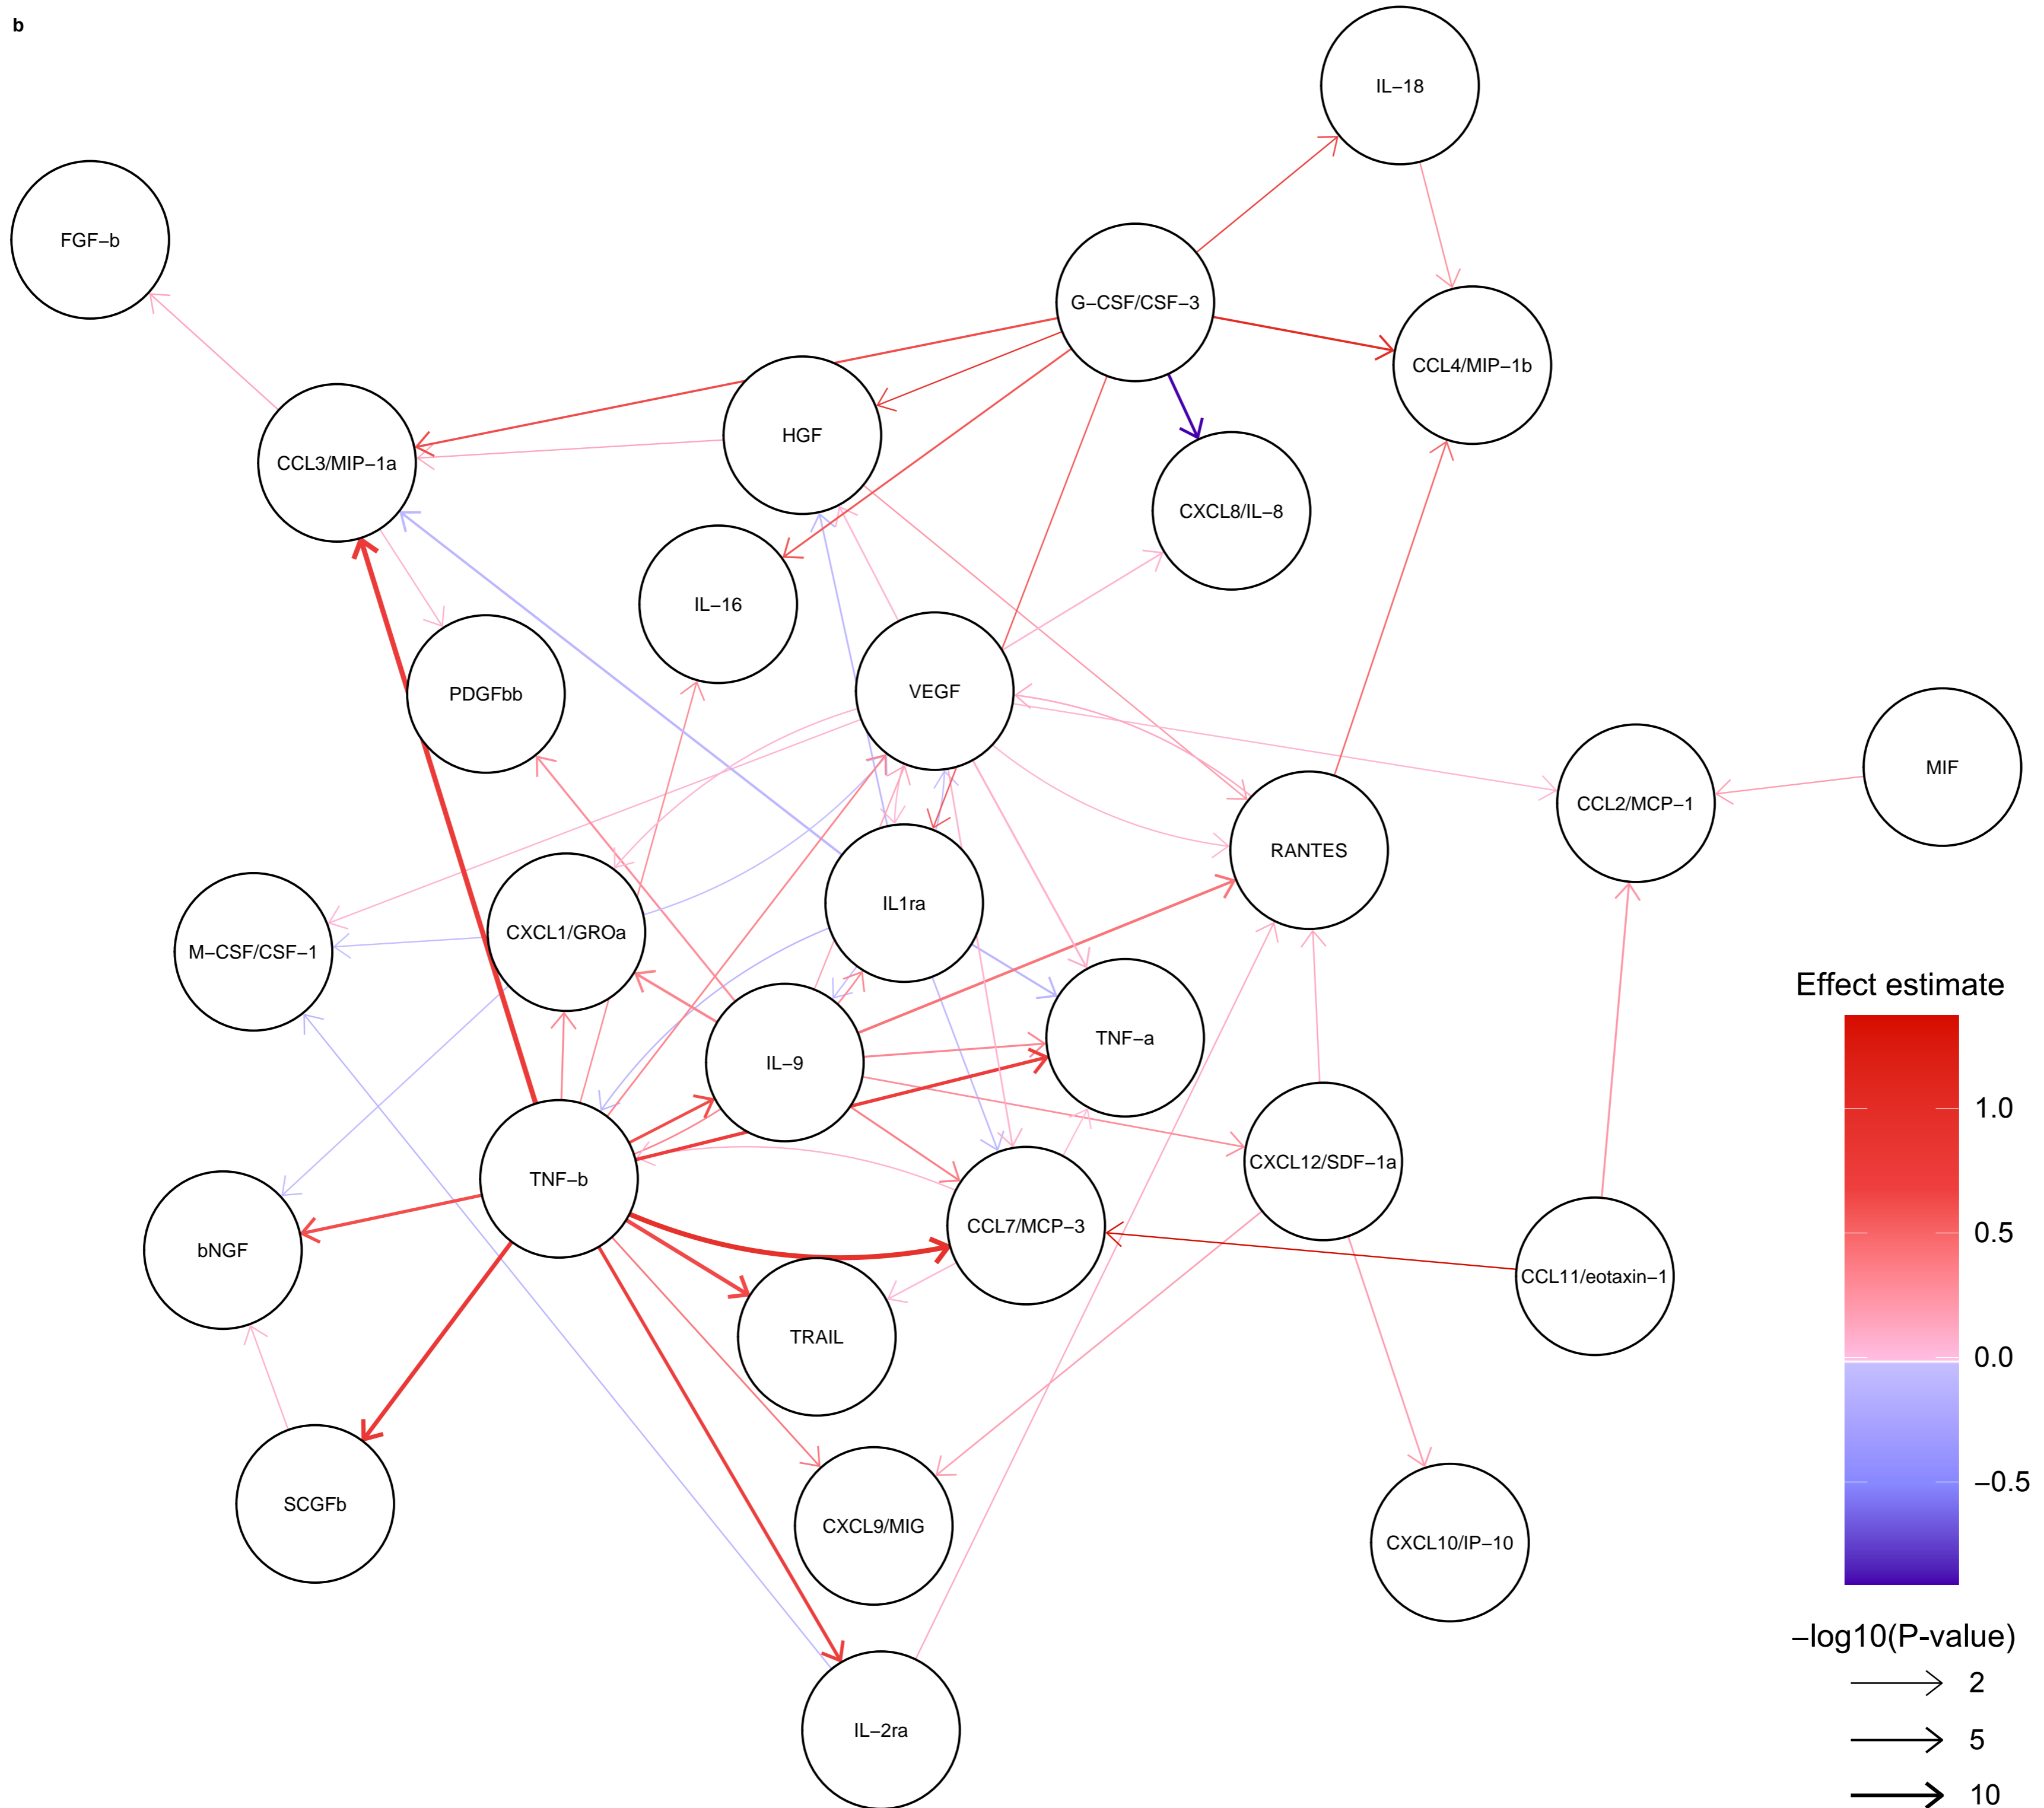 b
IL−18
FGF−b
G−CSF/CSF−3
CCL4/MIP−1b
HGF
CCL3/MIP−1a
CXCL8/IL−8
IL−16
VEGF
PDGFbb
MIF
CCL2/MCP−1
RANTES
IL1ra
CXCL1/GROa
M−CSF/CSF−1
TNF−a
IL−9
CXCL12/SDF−1a
TNF−b
CCL7/MCP−3
bNGF
CCL11/eotaxin−1
TRAIL
SCGFb
CXCL9/MIG
CXCL10/IP−10
IL−2ra
Effect estimate
1.0
0.5
0.0
−0.5
−log10(P-value)
2
5
10